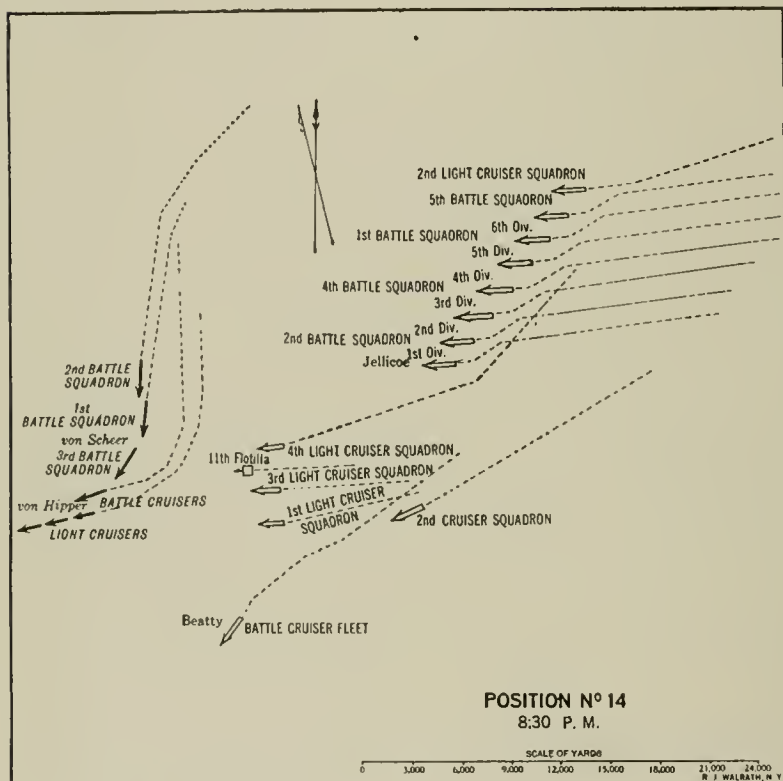 2nd LIGHT CRUISER SQUADRON
5th BATTLE SQUADRON
6th Div.
1st BATTLE SQUADRON
5th Div.
4th Div.
4th BATTLE SQUADRON
3rd Div.
2nd Div.
2nd BATTLE SQUADRON
1st Div.
Jellicoe
2nd BATTLE
SQUADRON
1st
BATTLE SQUADRON
von Scheer
3rd BATTLE
SQUADRON
von Hipper
BATTLE CRUISERS
LIGHT CRUISERS
4th LIGHT CRUISER SQUADRON
11th Flotilla
3rd LIGHT CRUISER SQUADRON
1st LIGHT CRUISER
SQUADRON
2nd CRUISER SQUADRON
Beatty
BATTLE CRUISER FLEET
POSITION Nº 14
8:30 P. M.
SCALE OF YARDS
0 3,000 6,000 9,000 12,000 15,000 18,000 21,000 24,000
R. J. WALRATH, N. Y.